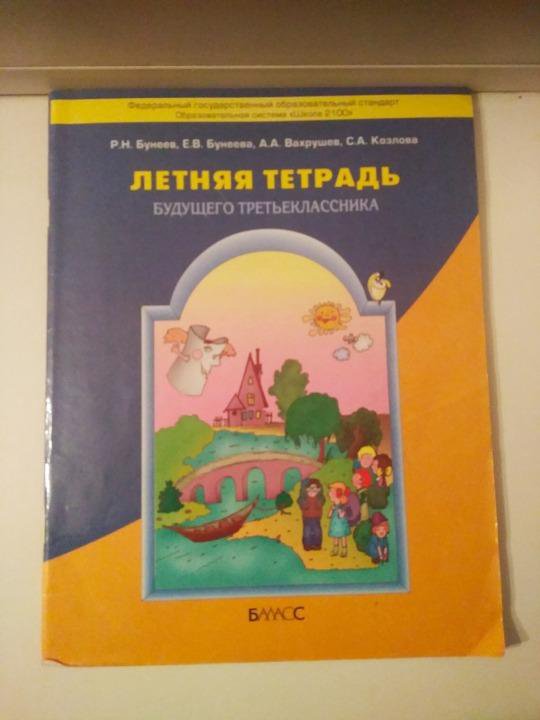 Федеральный государственный образовательный стандарт
Образовательная система «Школа 2100»
Р.Н. Бунеев, Е.В. Бунеева, А.А. Вахрушев, С.А. Козлова
ЛЕТНЯЯ ТЕТРАДЬ
БУДУЩЕГО ТРЕТЬЕКЛАССНИКА
БАЛАСС